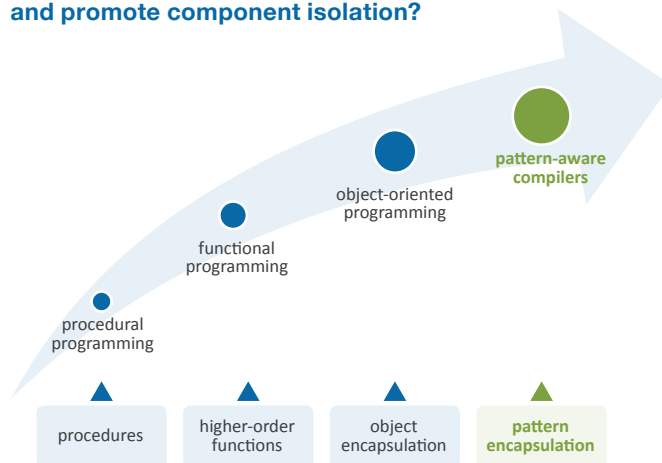 and promote component isolation?
pattern-aware
compilers
object-oriented
programming
functional
programming
procedural
programming
procedures
higher-order
functions
object
encapsulation
pattern
encapsulation